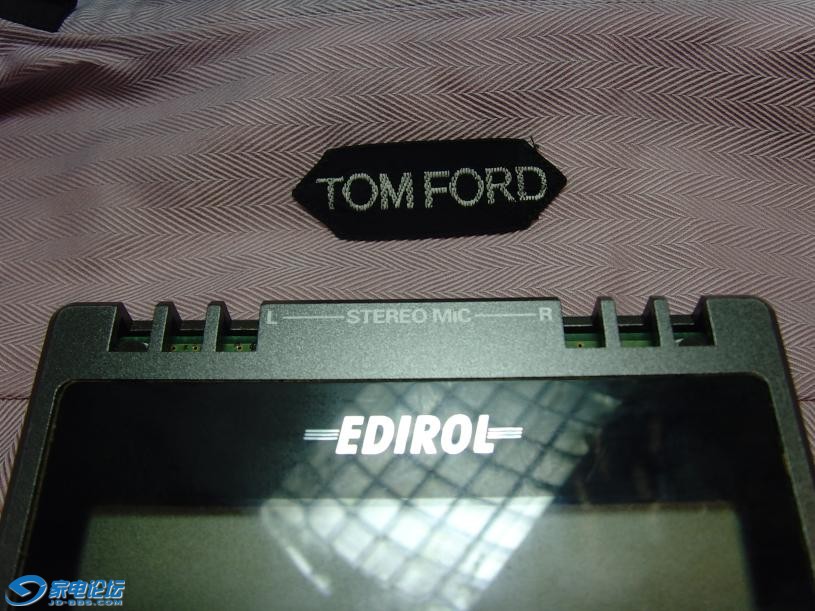 TOM FORD
L STEREO MiC R
EDIROL
家电论坛
JD-BBS.COM